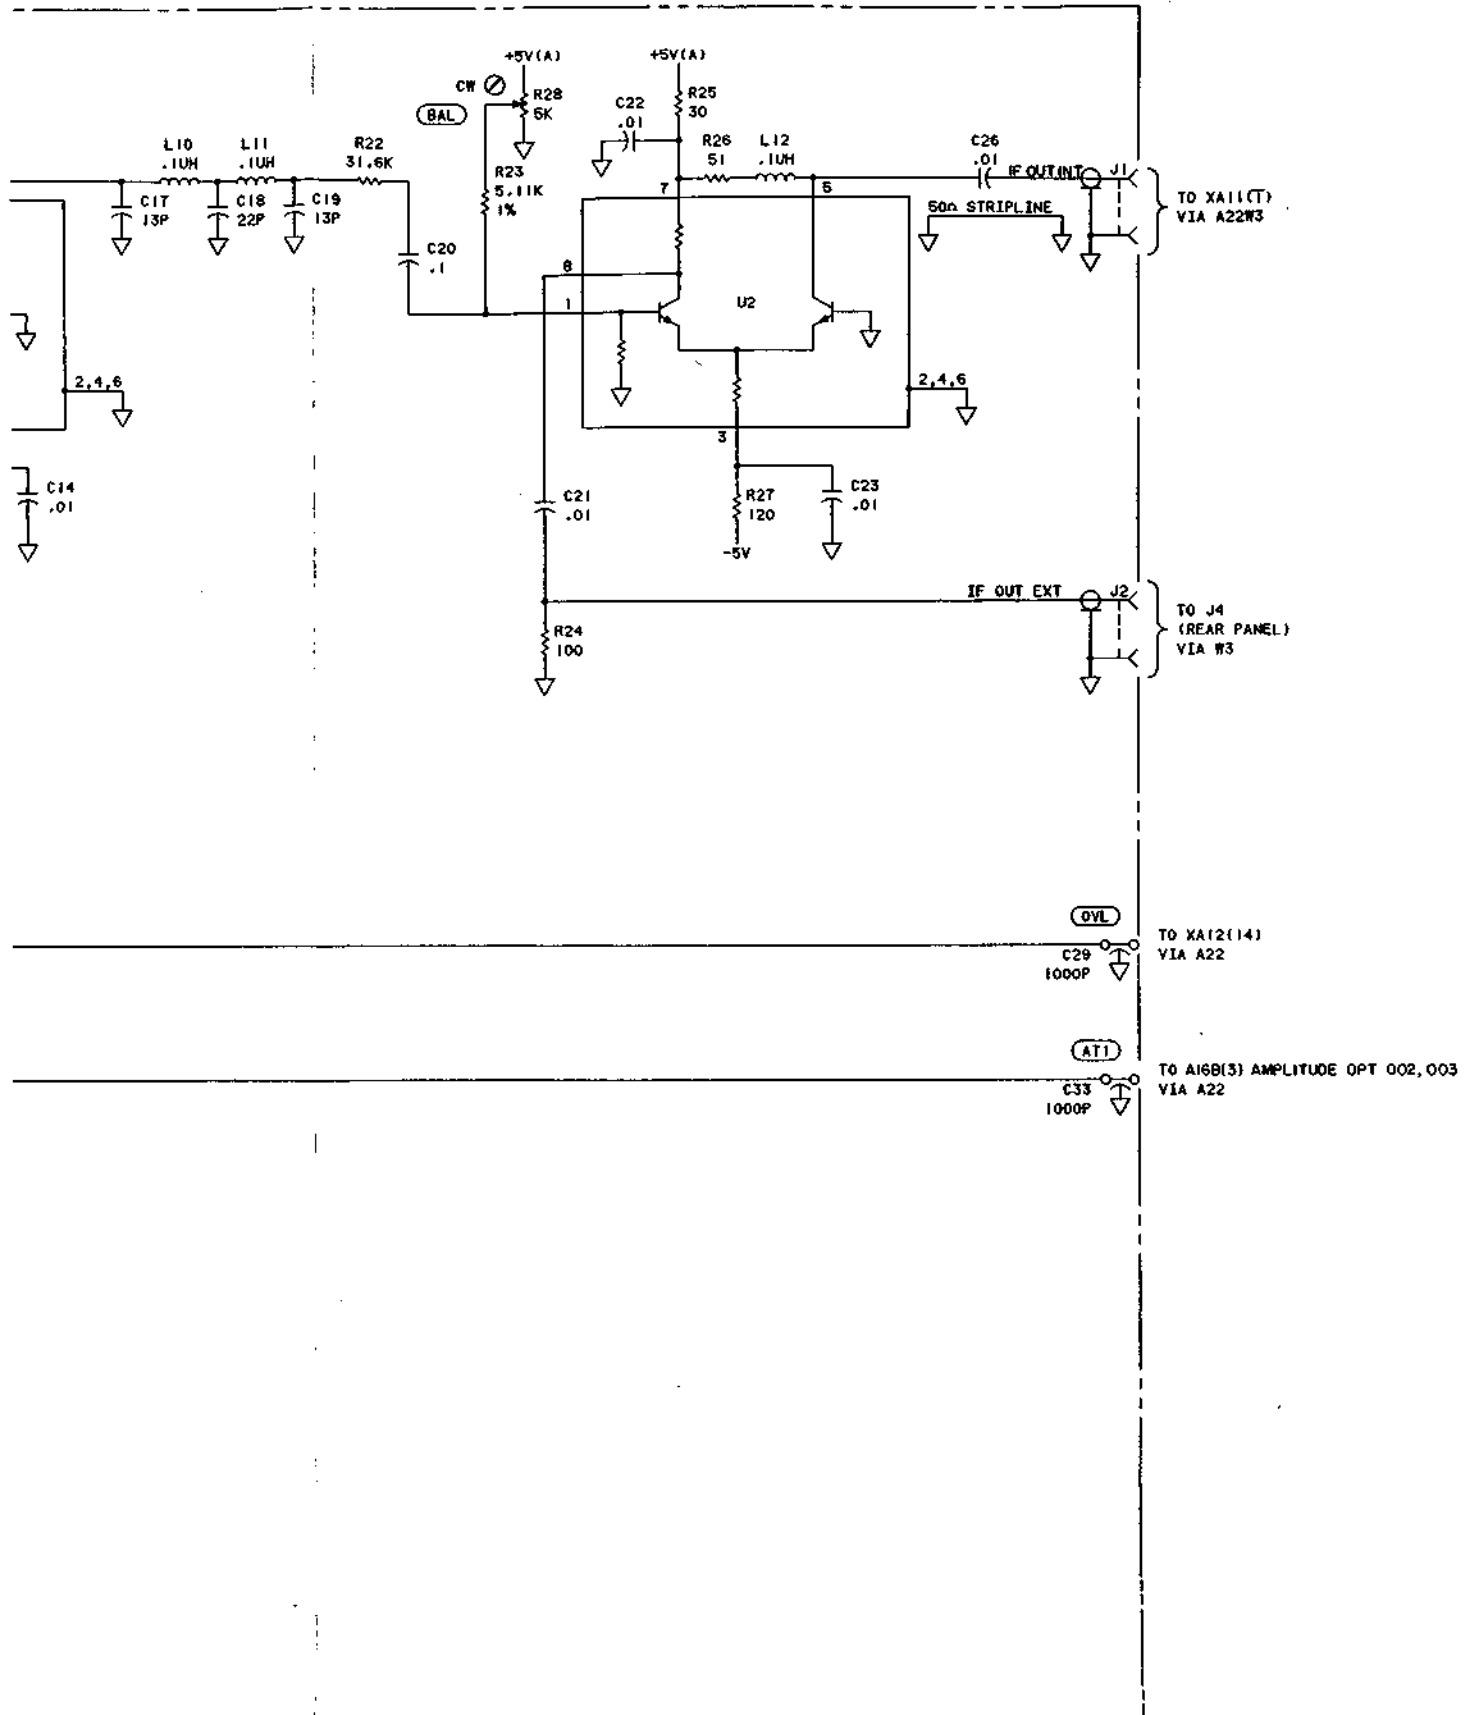 +5V(A)
+5V(A)
CW
BAL
R28
5K
R25
30
C22
.01
L10
.1UH
L11
.1UH
R22
31.6K
R26
51
L12
.1UH
C26
.01
IF OUT INT
J1
R23
5.11K
1%
C17
13P
C18
22P
C19
13P
7
5
50Ω STRIPLINE
TO XA11(1)
VIA A22W3
C20
.1
8
1
U2
2,4,6
2,4,6
3
C14
.01
C21
.01
R27
120
C23
.01
-5V
IF OUT EXT
J2
TO J4
(REAR PANEL)
VIA W3
R24
100
OVL
C29
1000P
TO XA12(14)
VIA A22
AT1
C33
1000P
TO A16B(3) AMPLITUDE OPT 002,003
VIA A22